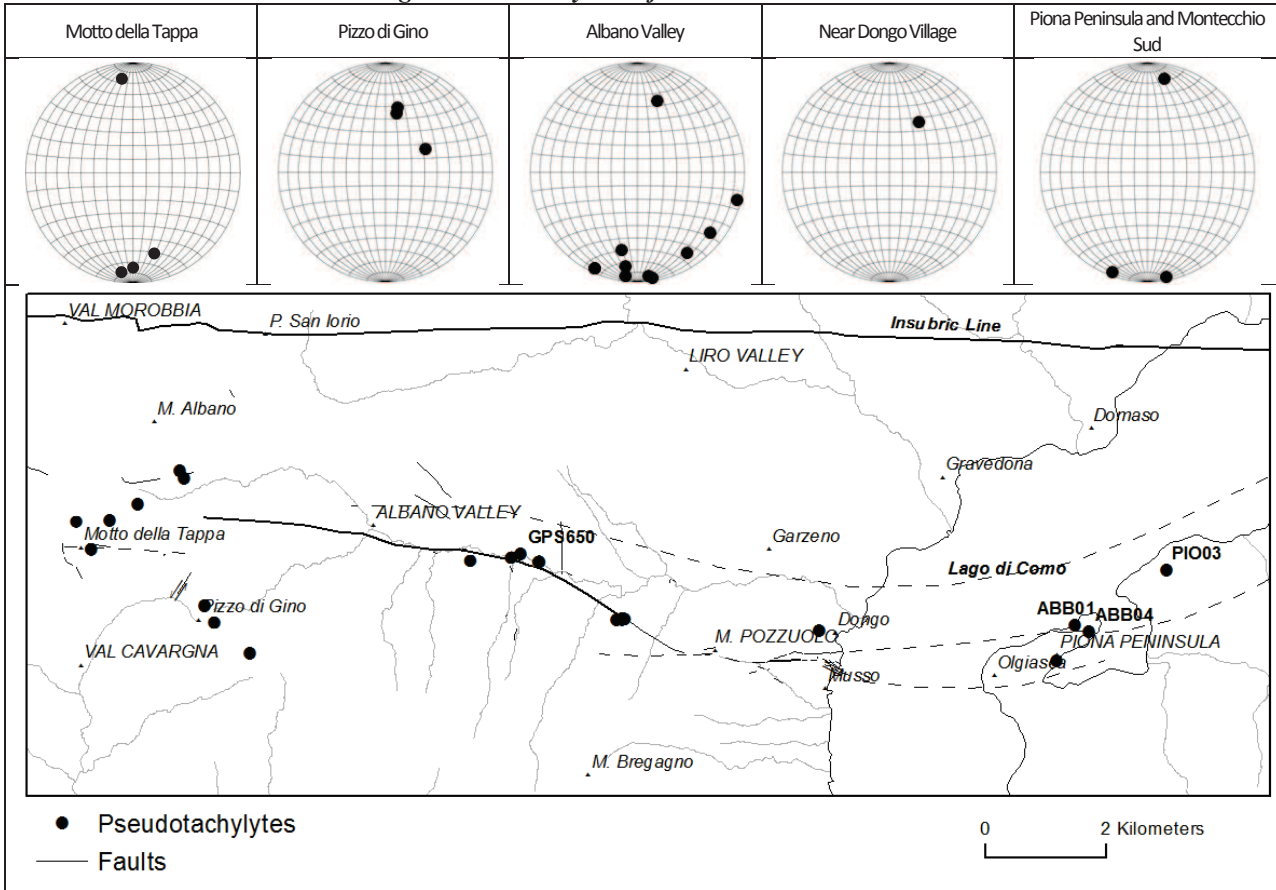 Motto della Tappa
Pizzo di Gino
Albano Valley
Near Dongo Village
Piona Peninsula and Montecchio
Sud
VAL MOROBBIA
P. San Iorio
Insubric Line
LIRO VALLEY
M. Albano
Domaso
Gravedona
ALBANO VALLEY
GPS650
Motto della Tappa
Garzeno
Lago di Como
PIO03
ABB01
ABB04
Pizzo di Gino
Dongo
M. POZZUOLO
PIONA PENINSULA
VAL CAVARGNA
Olgiasca
Musso
M. Bregagno
Pseudotachylytes
Faults
0 2 Kilometers